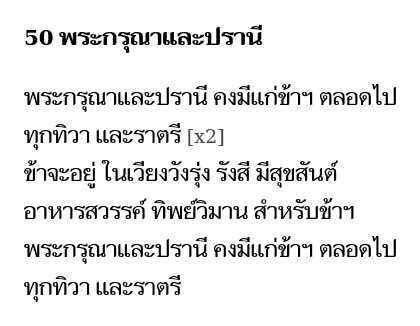 50 พระกรุณาและปรานี
พระกรุณาและปรานี คงมีแก่ข้าฯ ตลอดไป
ทุกทิวา และราตรี [x2]
ข้าจะอยู่ ในเวียงวังรุ่ง รังสี มีสุขสันต์
อาหารสวรรค์ ทิพย์วิมาน สำหรับข้าฯ
พระกรุณาและปรานี คงมีแก่ข้าฯ ตลอดไป
ทุกทิวา และราตรี